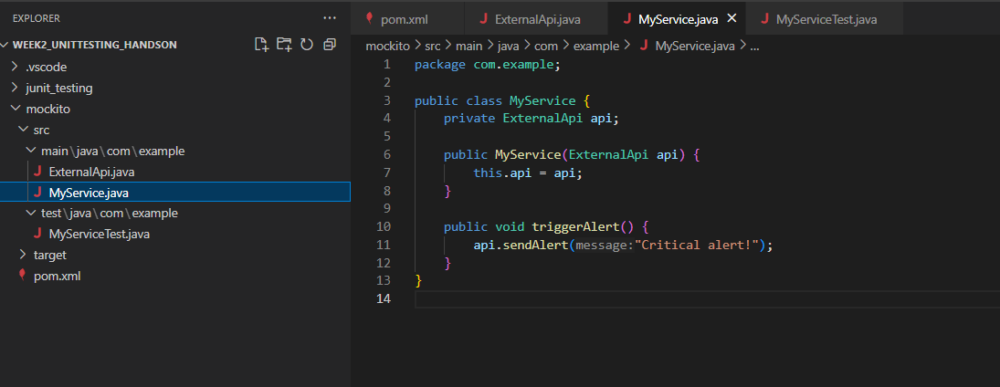 EXPLORER
...
WEEK2_UNITTESTING_HANDSON
.vscode
junit_testing
mockito
src
main\java\com\example
ExternalApi.java
MyService.java
test\java\com\example
MyServiceTest.java
target
pom.xml
pom.xml ExternalApi.java MyService.java × MyServiceTest.java
mockito > src > main > java > com > example > MyService.java > ...
1 package com.example;
2
3 public class MyService {
4     private ExternalApi api;
5
6     public MyService(ExternalApi api) {
7         this.api = api;
8     }
9
10     public void triggerAlert() {
11         api.sendAlert(message:"Critical alert!");
12     }
13 }
14